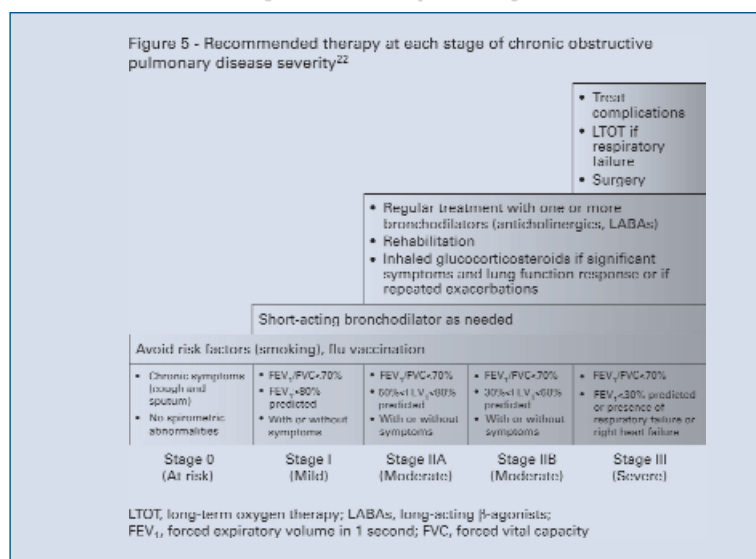 Figure 5 - Recommended therapy at each stage of chronic obstructive
pulmonary disease severity22
• Treat
complications
• LTOT if
respiratory
failure
• Surgery
• Regular treatment with one or more
bronchodilators (anticholinergics, LABAs)
• Rehabilitation
• Inhaled glucocorticosteroids if significant
symptoms and lung function response or if
repeated exacerbations
Short-acting bronchodilator as needed
Avoid risk factors (smoking), flu vaccination
• Chronic symptoms
(cough and
sputum)
• No spirometric
abnormalities
• FEV1/FVC<70%
• predicted
• With or without
symptoms
• FEV1/FVC<70%
• predicted
• With or without
symptoms
• FEV1/FVC<70%
• predicted
• With or without
symptoms
• FEV1/FVC<70%
• FEV1<30% predicted
or presence of
respiratory failure or
right heart failure
Stage 0
(At risk)
Stage I
(Mild)
Stage IIA
(Moderate)
Stage IIB
(Moderate)
Stage III
(Severe)
LTOT, long-term oxygen therapy; LABAs, long-acting β-agonists;
FEV1, forced expiratory volume in 1 second; FVC, forced vital capacity